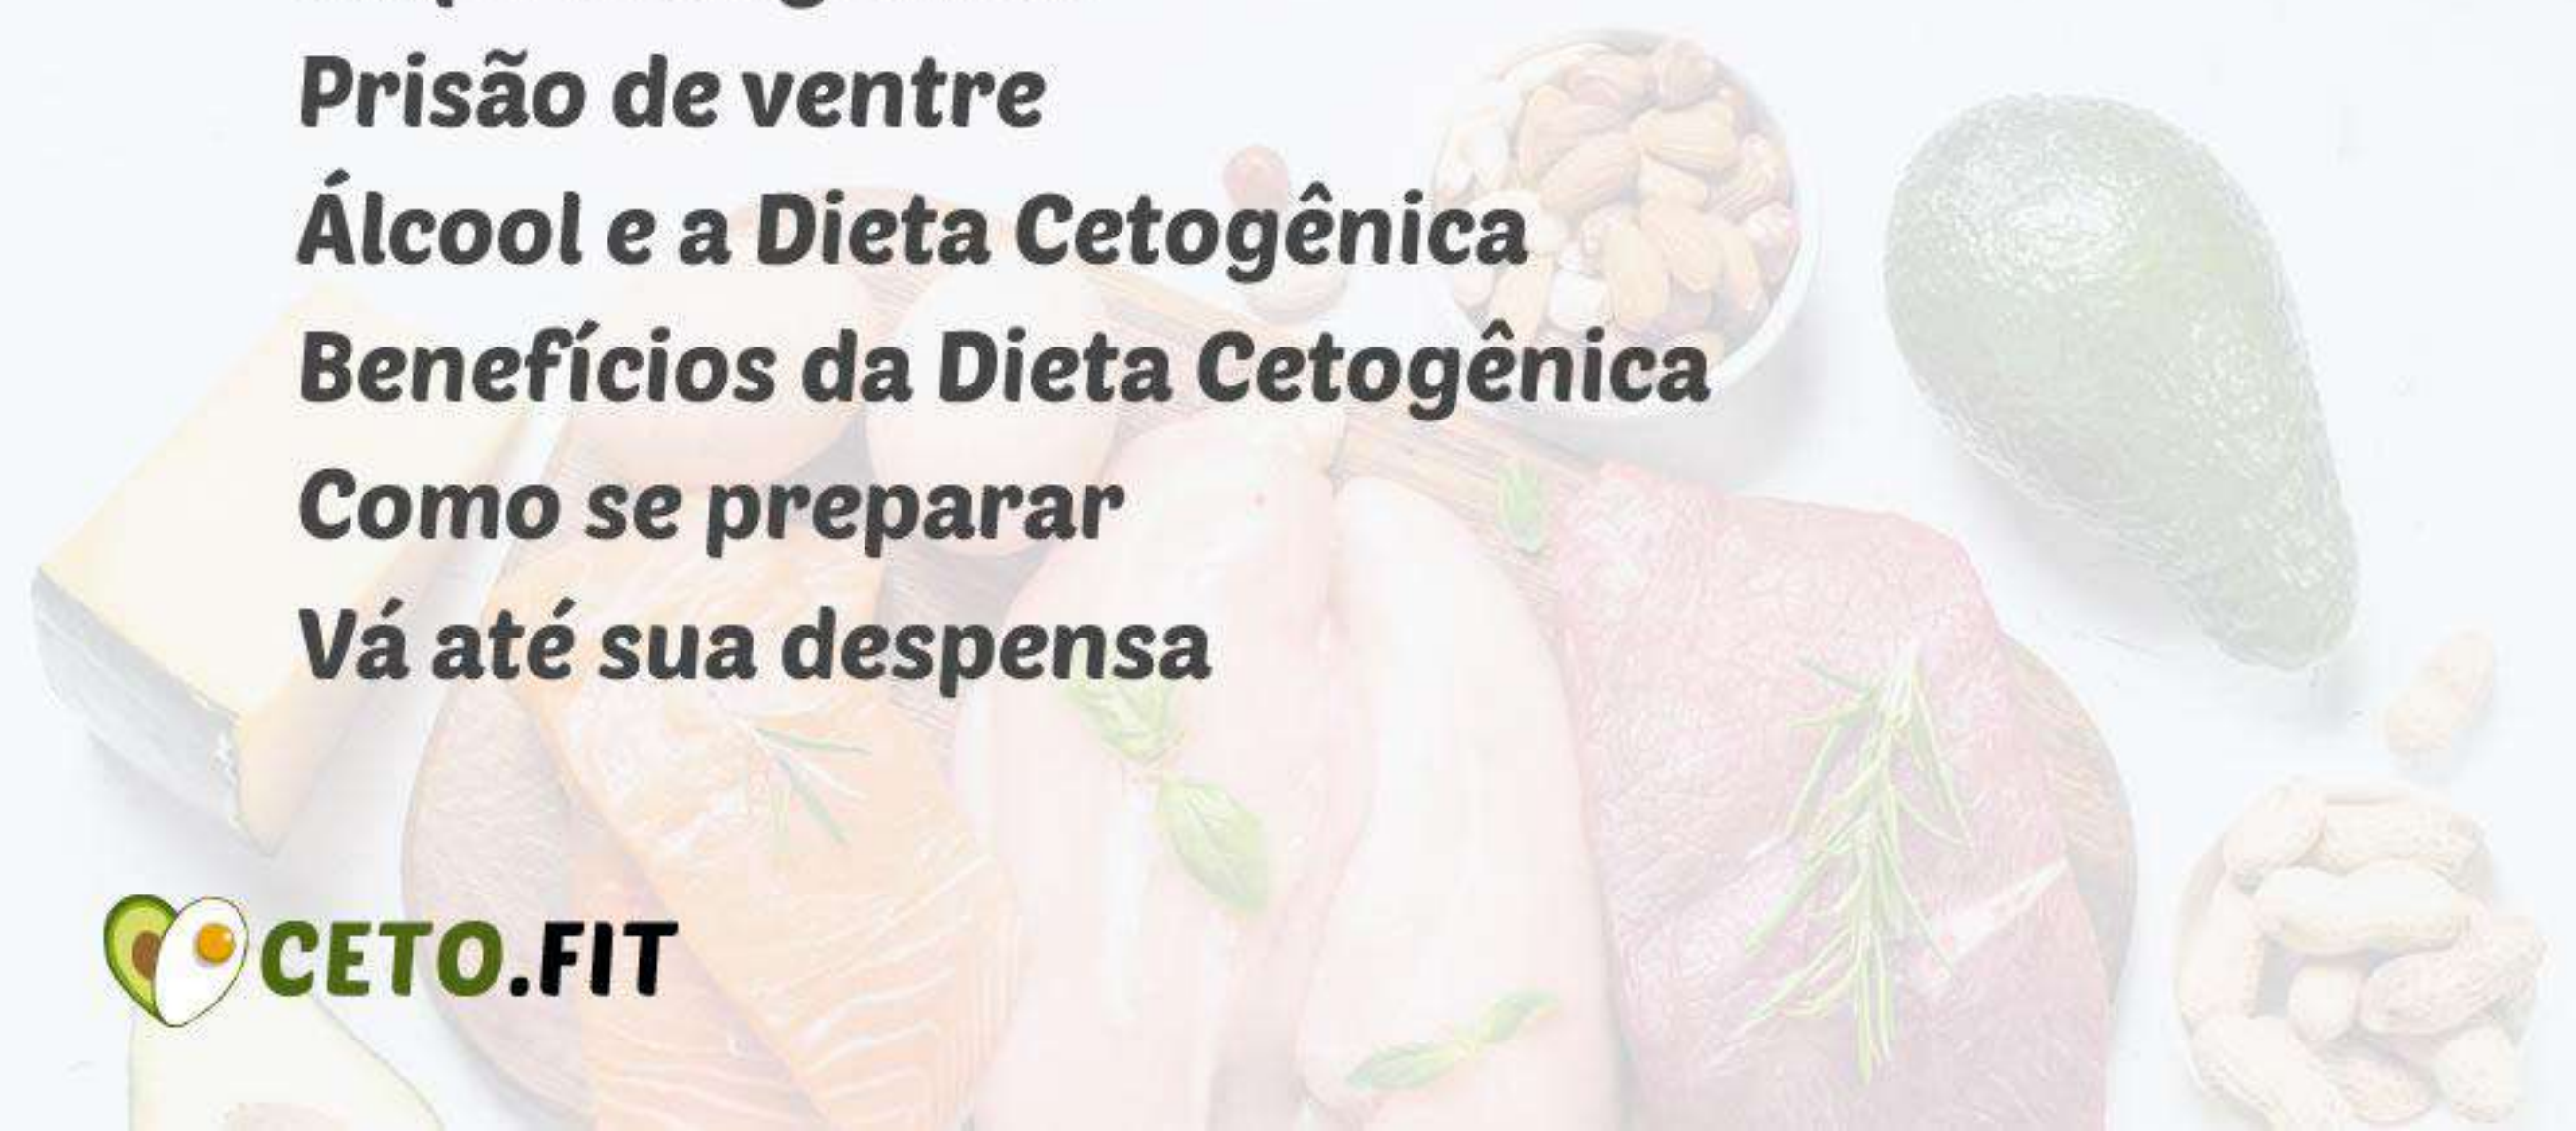 Prisão de ventre
Álcool e a Dieta Cetogênica
Benefícios da Dieta Cetogênica
Como se preparar
Vá até sua despensa
CETO.FIT